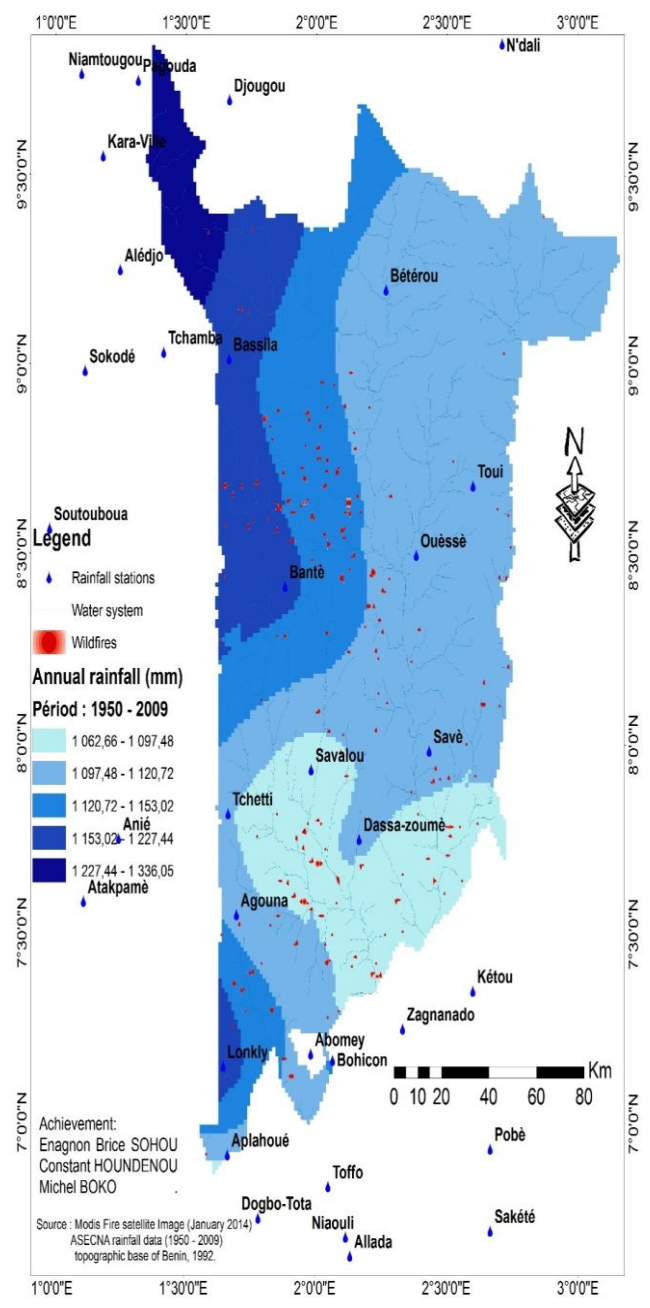 1°0'0"E 1°30'0"E 2°0'0"E 2°30'0"E 3°0'0"E
N'dali
Niamtougou
Pagouda
Djougou
Kara-Ville
9°30'0"N 9°30'0"N
Alédjo
Bétérou
Tchamba
Bassila
Sokodé
9°0'0"N 9°0'0"N
N
Toui
Soutouboua
Ouèssè
8°30'0"N 8°30'0"N
Legend
Bantè
Rainfall stations
Water system
Wildfires
Annual rainfall (mm)
Périod : 1950 - 2009
1 062,66 - 1 097,48
1 097,48 - 1 120,72
1 120,72 - 1 153,02
1 153,02 - 1 227,44
1 227,44 - 1 336,05
8°0'0"N 8°0'0"N
Savè
Savalou
Tchetti
Anié
Dassa-zoumè
Atakpamè
Agouna
7°30'0"N 7°30'0"N
Kétou
Zagnanado
Abomey
Bohicon
Lonkly
Km
0 10 20 40 60 80
7°0'0"N 7°0'0"N
Achievement:
Enagnon Brice SOHOU
Constant HOUNDENOU
Michel BOKO
.
Aplahoué
Pobè
Toffo
Dogbo-Tota
Niaouli
Sakété
Allada
Source : Modis Fire satellite Image (January 2014)
ASECNA rainfall data (1950 - 2009)
topographic base of Benin, 1992.
1°0'0"E 1°30'0"E 2°0'0"E 2°30'0"E 3°0'0"E